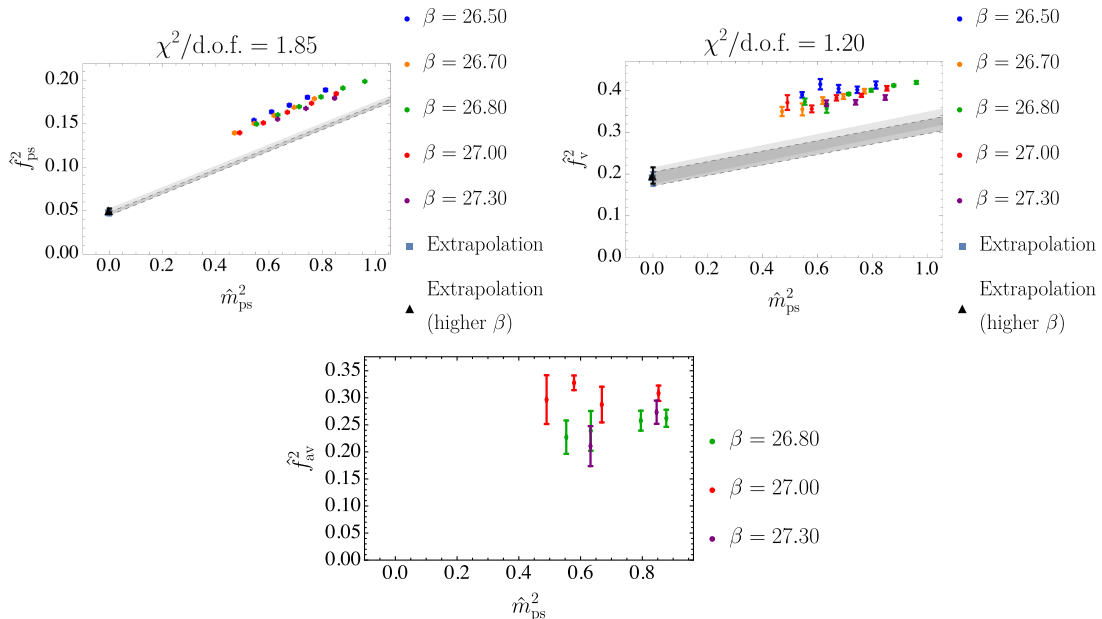 χ²/d.o.f. = 1.85
0.20
0.15
0.10
0.05
0.00
f̂²ps
0.0 0.2 0.4 0.6 0.8 1.0
m̂²ps
β = 26.50
β = 26.70
β = 26.80
β = 27.00
β = 27.30
Extrapolation
Extrapolation
(higher β)
χ²/d.o.f. = 1.20
0.4
0.3
0.2
0.1
0.0
f̂²v
0.0 0.2 0.4 0.6 0.8 1.0
m̂²ps
β = 26.50
β = 26.70
β = 26.80
β = 27.00
β = 27.30
Extrapolation
Extrapolation
(higher β)
0.35
0.30
0.25
0.20
0.15
0.10
0.05
0.00
f̂²av
0.0 0.2 0.4 0.6 0.8
m̂²ps
β = 26.80
β = 27.00
β = 27.30